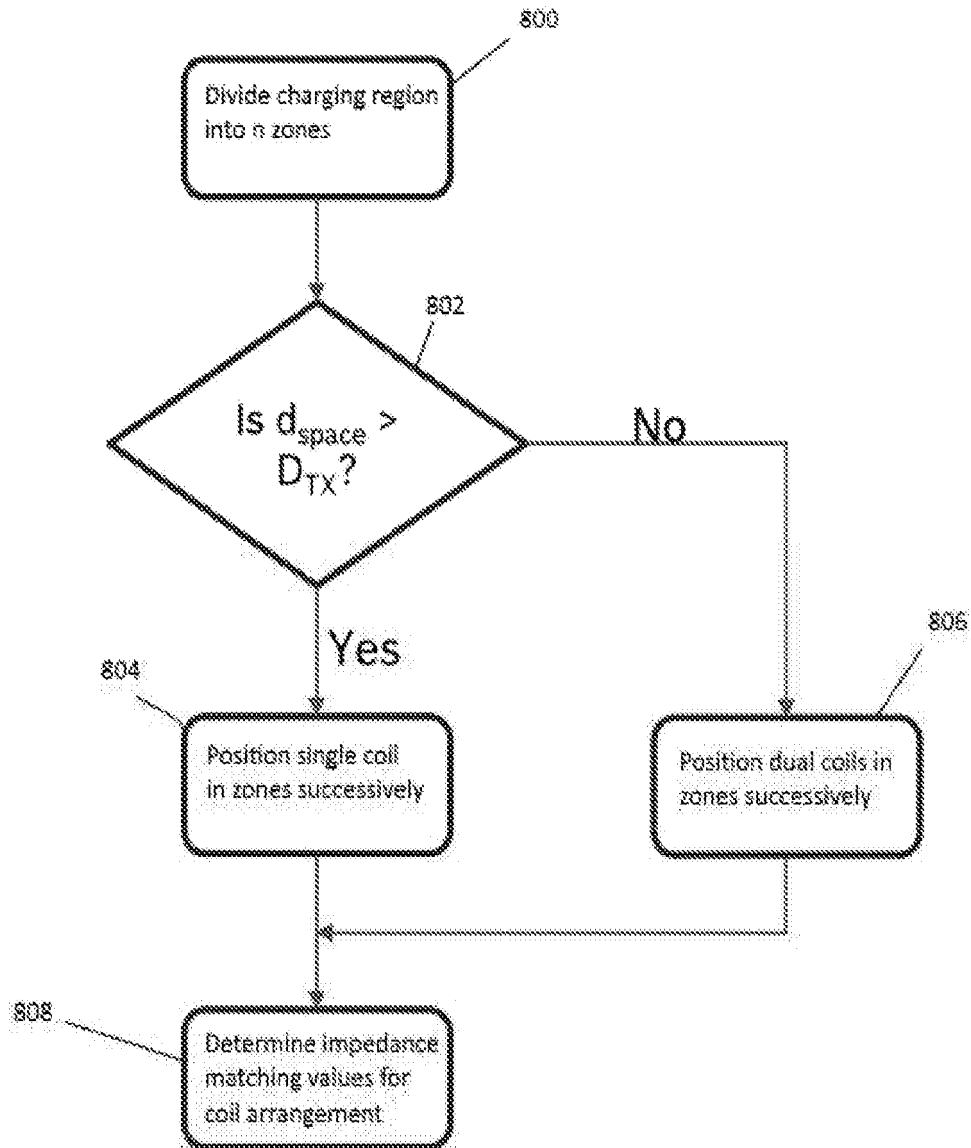 800
Divide charging region
into n zones
802
Is d_space >
D_TX?
No
Yes
804
806
Position single coil
in zones successively
Position dual coils in
zones successively
808
Determine impedance
matching values for
coil arrangement